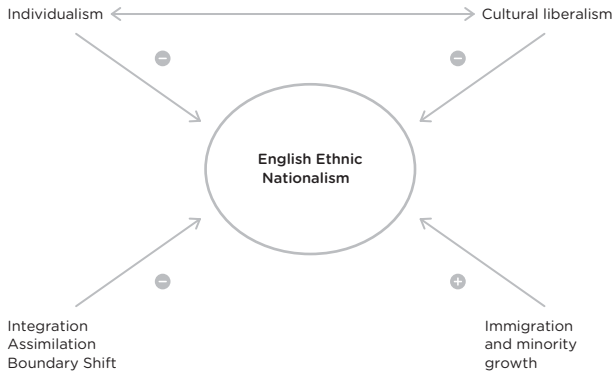 Individualism
Cultural liberalism
−
−
English Ethnic
Nationalism
−
+
Integration
Assimilation
Boundary Shift
Immigration
and minority
growth